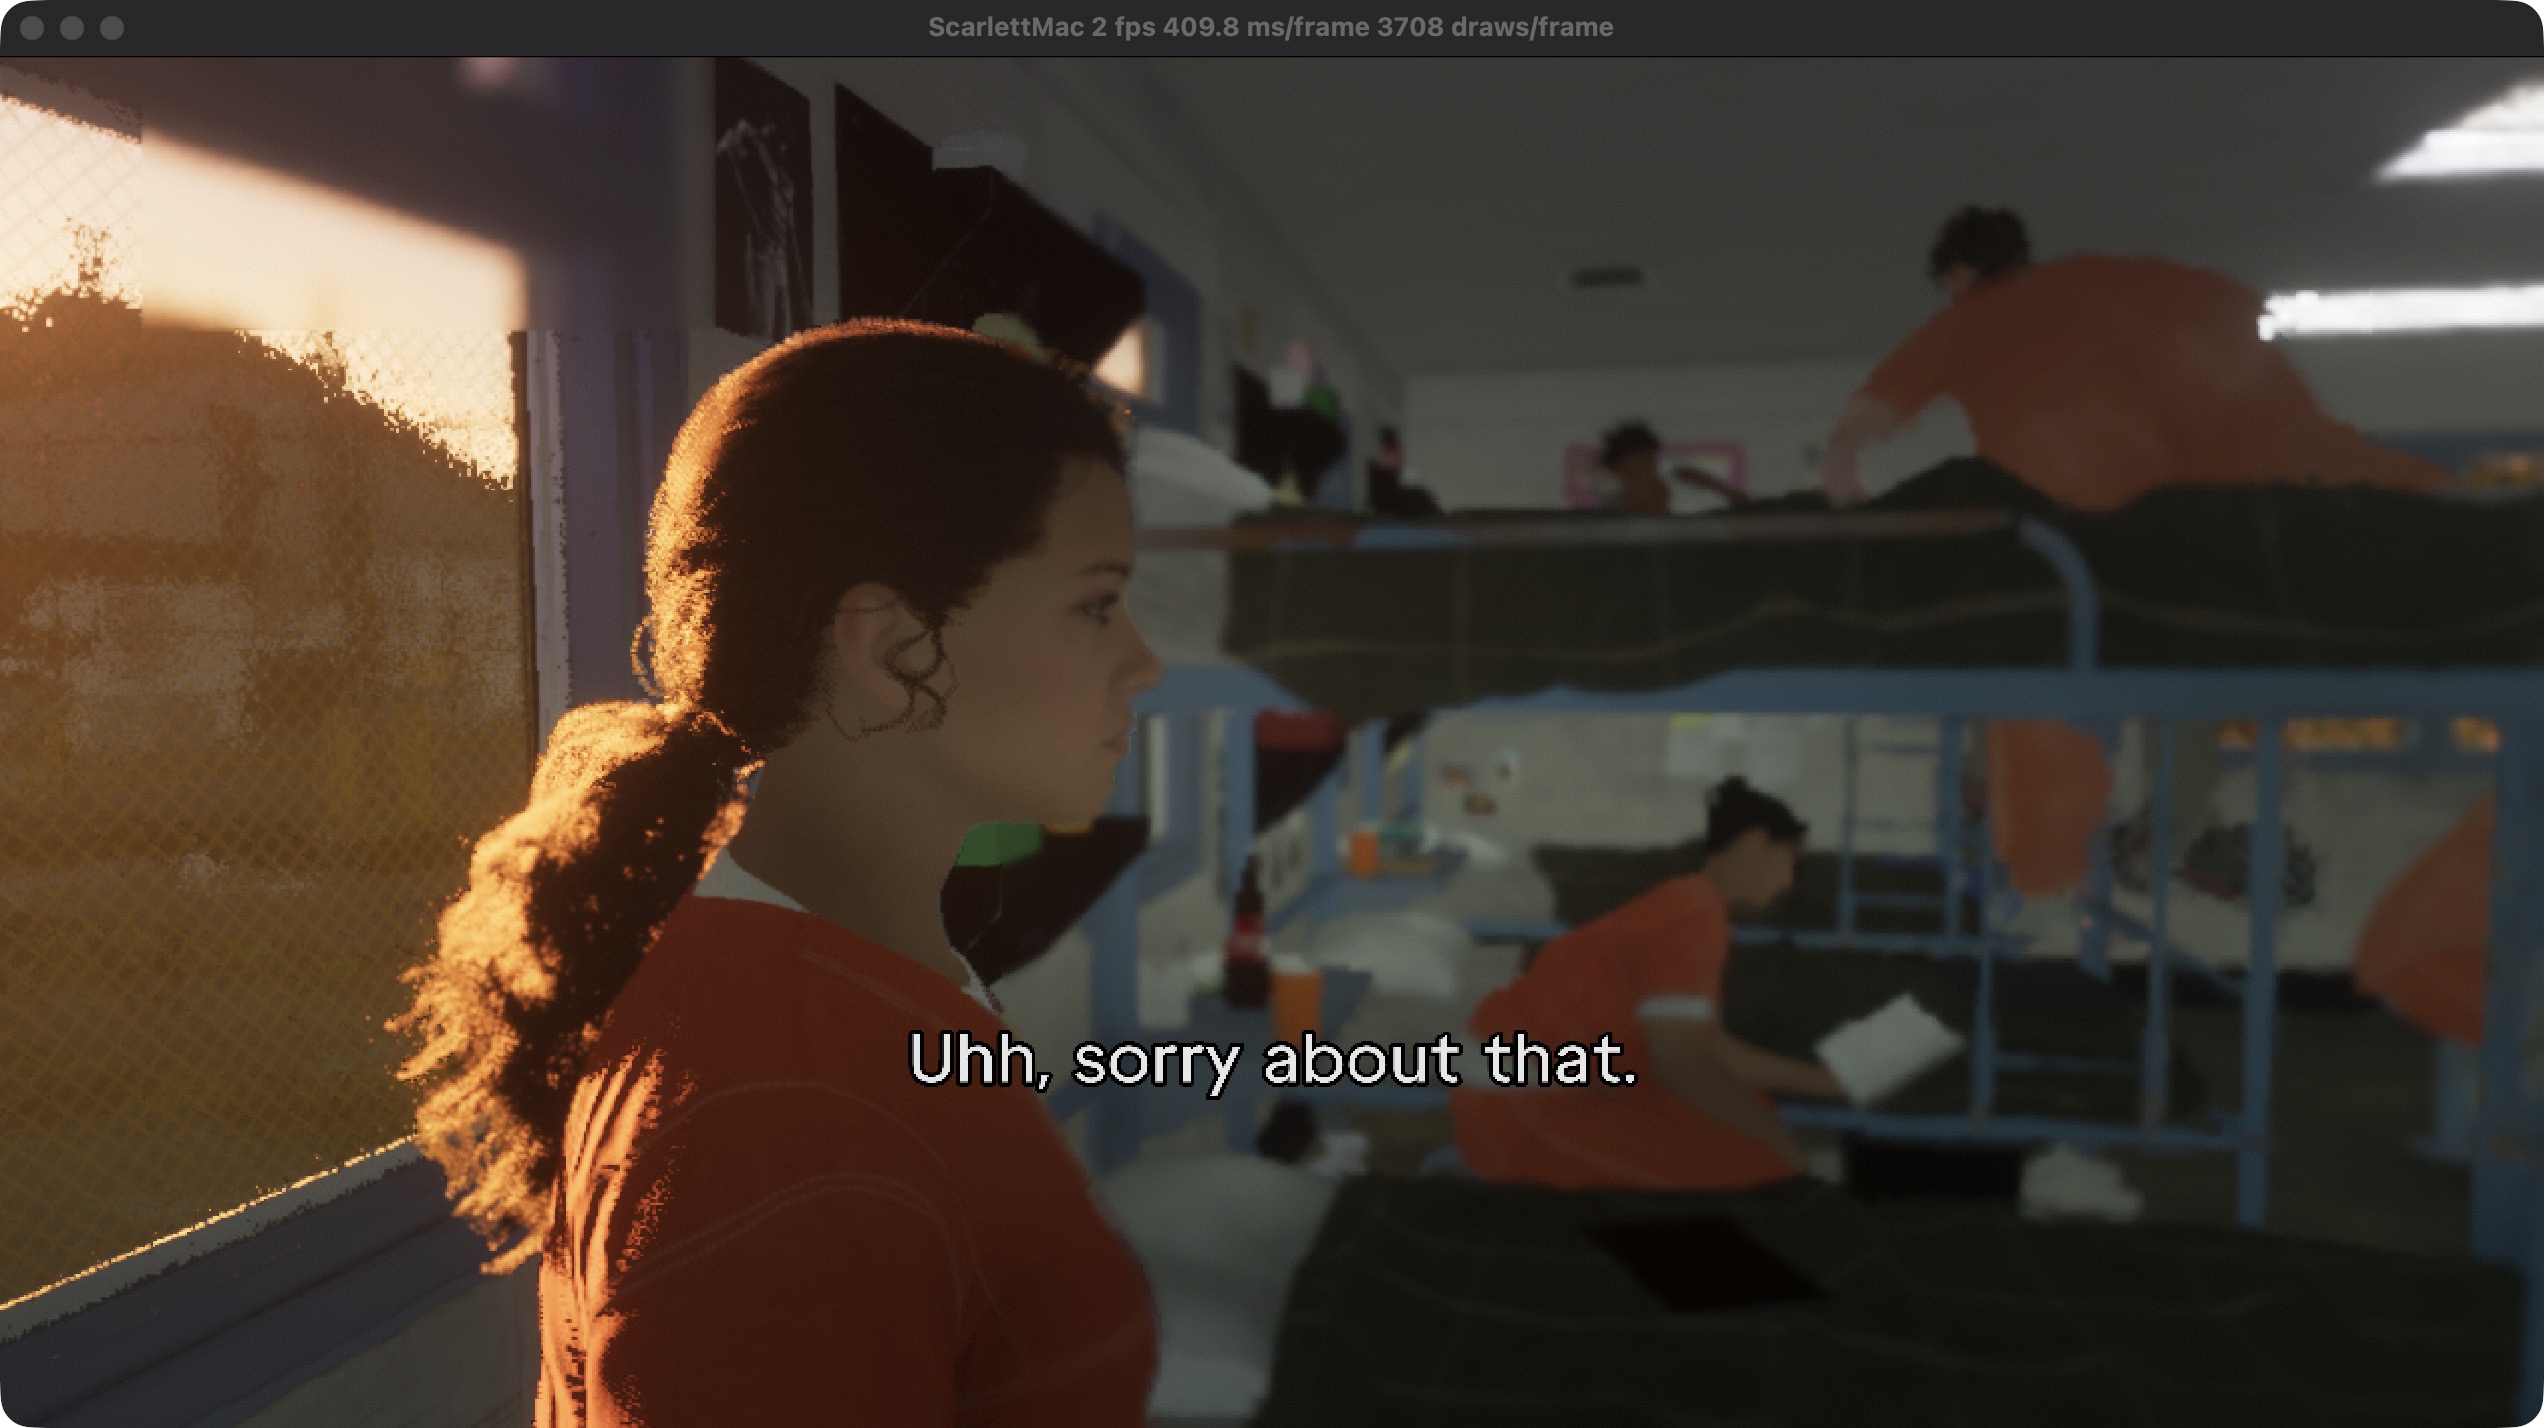 ScarlettMac 2 fps 409.8 ms/frame 3708 draws/frame
Uhh, sorry about that.